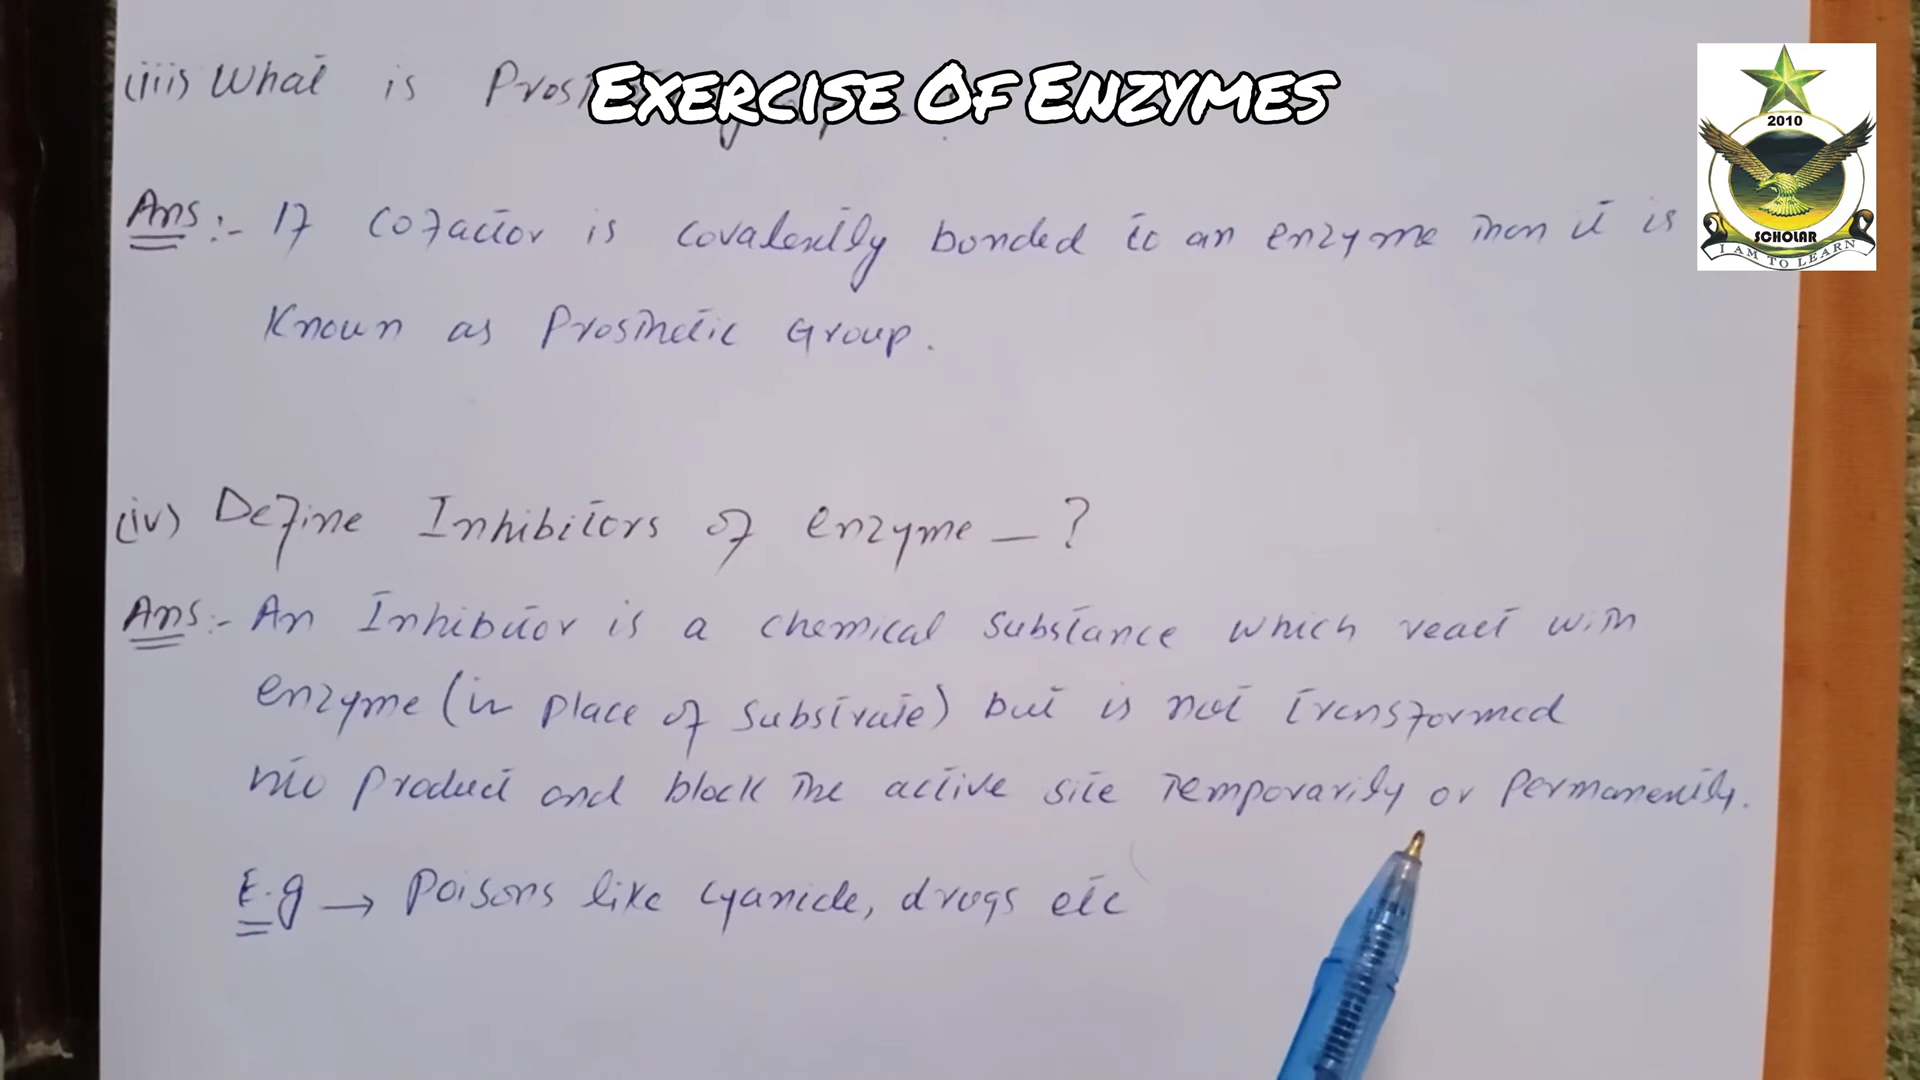 Exercise Of Enzymes
(iii) What is
2010
SCHOLAR
I AM TO LEARN
Ans:- If Cofactor is covalently bonded to an enzyme then it is
Known as Prosthetic Group.
(iv) Define Inhibitors of enzyme —?
Ans:- An Inhibitor is a chemical substance which react with
enzyme (in place of substrate) but is not transformed
into product and block the active site temporarily or permanently.
E.g → Poisons like cyanide, drugs etc